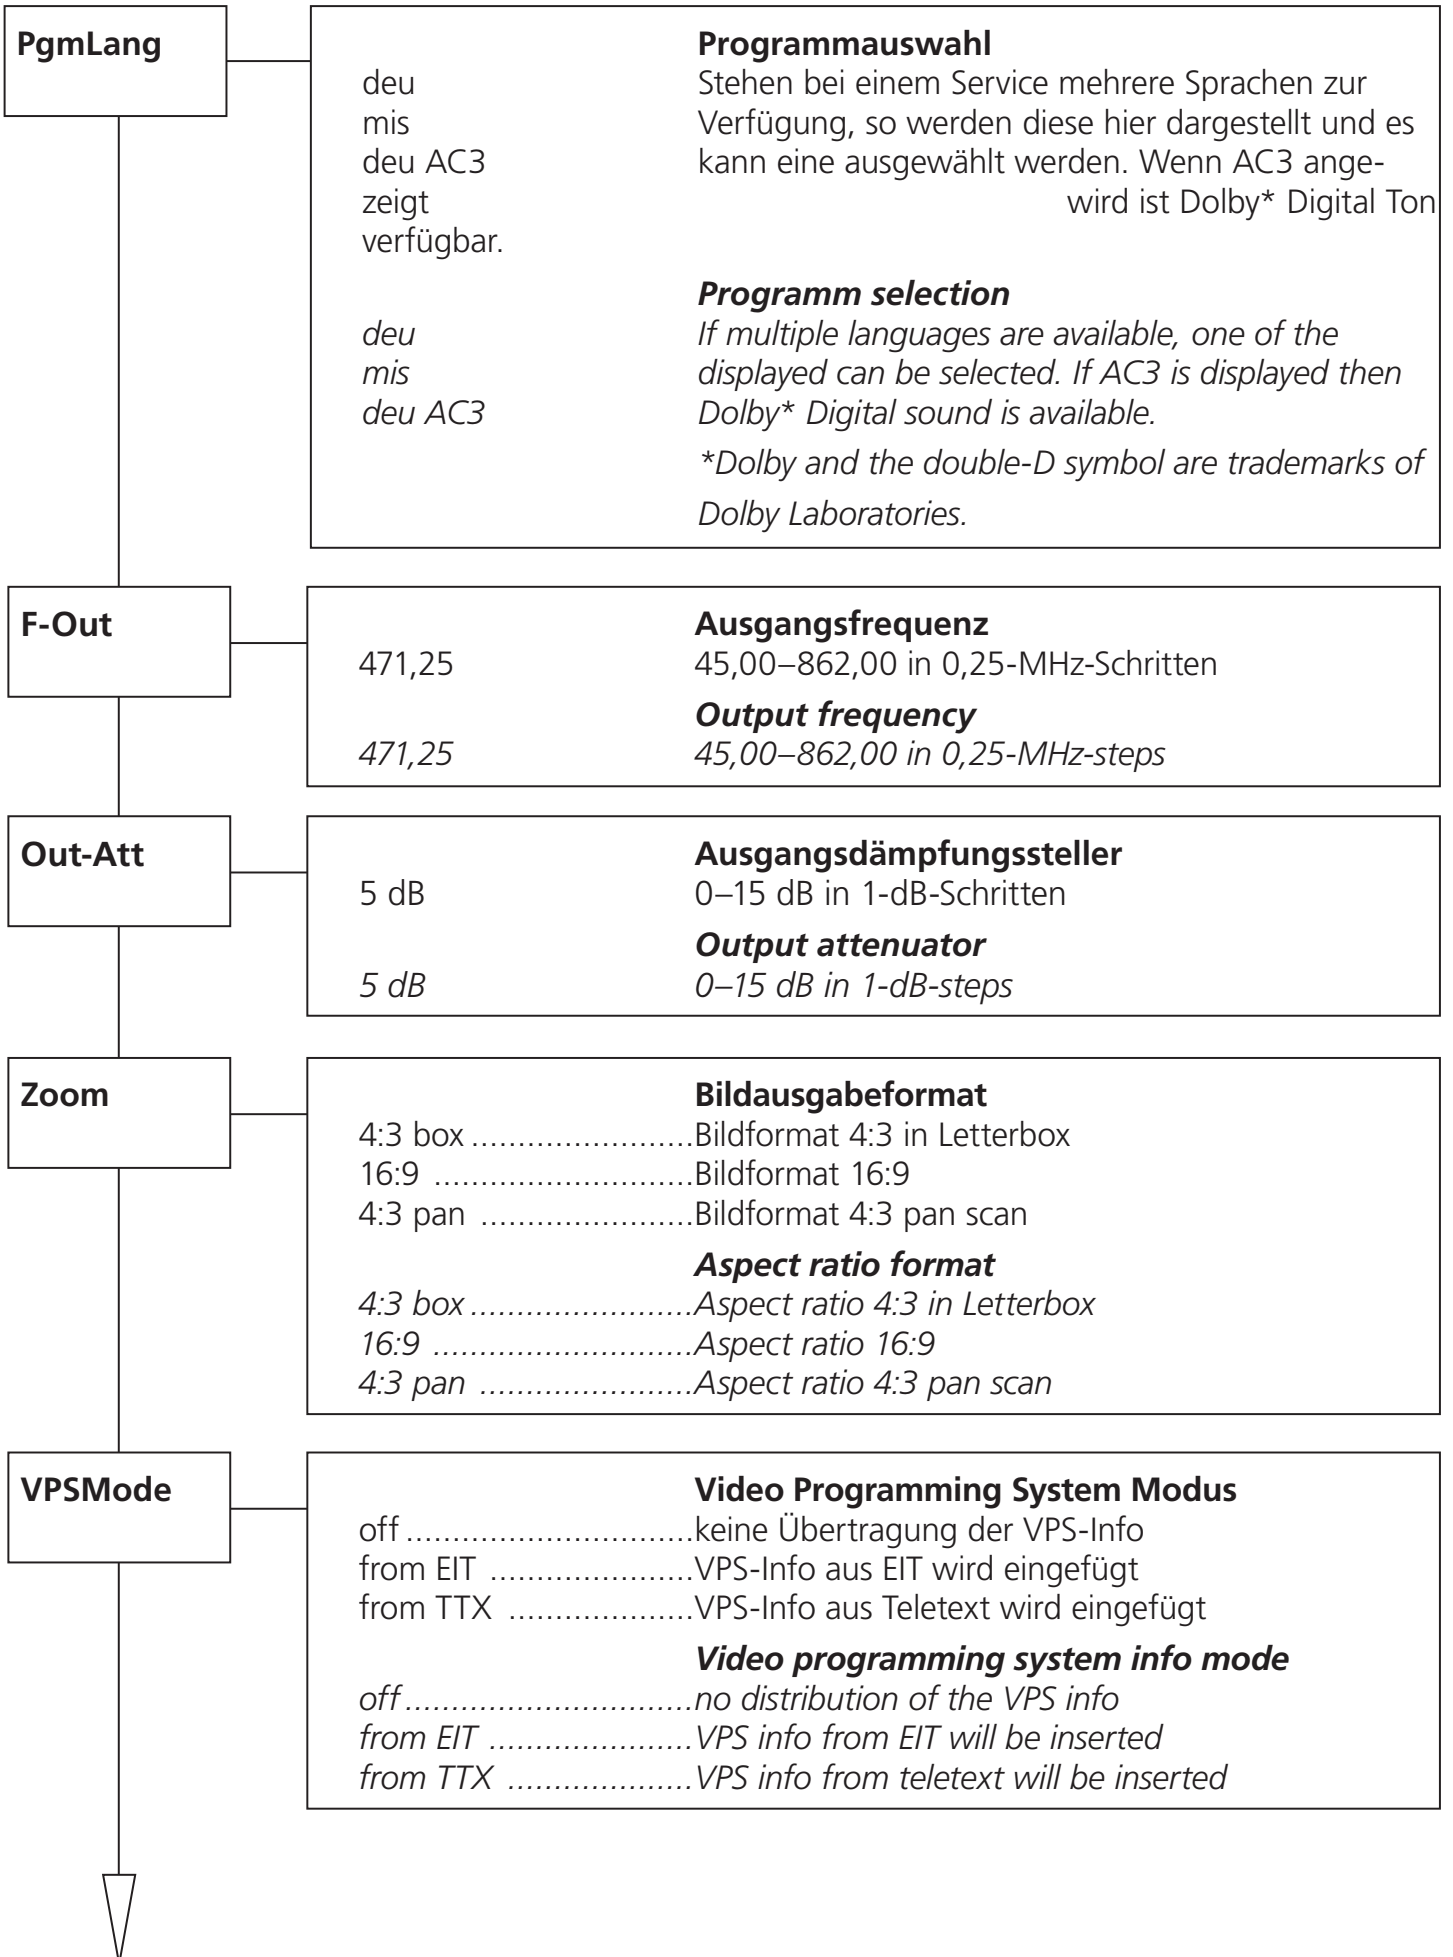 PgmLang
Programmauswahl
deu Stehen bei einem Service mehrere Sprachen zur
mis Verfügung, so werden diese hier dargestellt und es
deu AC3 kann eine ausgewählt werden. Wenn AC3 ange-
zeigt wird ist Dolby* Digital Ton
verfügbar.
Programm selection
deu If multiple languages are available, one of the
mis displayed can be selected. If AC3 is displayed then
deu AC3 Dolby* Digital sound is available.
*Dolby and the double-D symbol are trademarks of
Dolby Laboratories.
F-Out
Ausgangsfrequenz
471,25 45,00–862,00 in 0,25-MHz-Schritten
Output frequency
471,25 45,00–862,00 in 0,25-MHz-steps
Out-Att
Ausgangsdämpfungssteller
5 dB 0–15 dB in 1-dB-Schritten
Output attenuator
5 dB 0–15 dB in 1-dB-steps
Zoom
Bildausgabeformat
4:3 box ........................Bildformat 4:3 in Letterbox
16:9 ............................Bildformat 16:9
4:3 pan .......................Bildformat 4:3 pan scan
Aspect ratio format
4:3 box ........................Aspect ratio 4:3 in Letterbox
16:9 ............................Aspect ratio 16:9
4:3 pan .......................Aspect ratio 4:3 pan scan
VPSMode
Video Programming System Modus
off ...............................keine Übertragung der VPS-Info
from EIT ......................VPS-Info aus EIT wird eingefügt
from TTX ....................VPS-Info aus Teletext wird eingefügt
Video programming system info mode
off ...............................no distribution of the VPS info
from EIT ......................VPS info from EIT will be inserted
from TTX ....................VPS info from teletext will be inserted